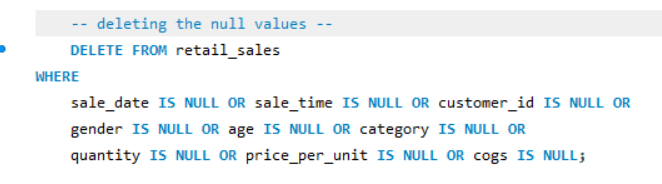 -- deleting the null values --
DELETE FROM retail_sales
WHERE
sale_date IS NULL OR sale_time IS NULL OR customer_id IS NULL OR
gender IS NULL OR age IS NULL OR category IS NULL OR
quantity IS NULL OR price_per_unit IS NULL OR cogs IS NULL;